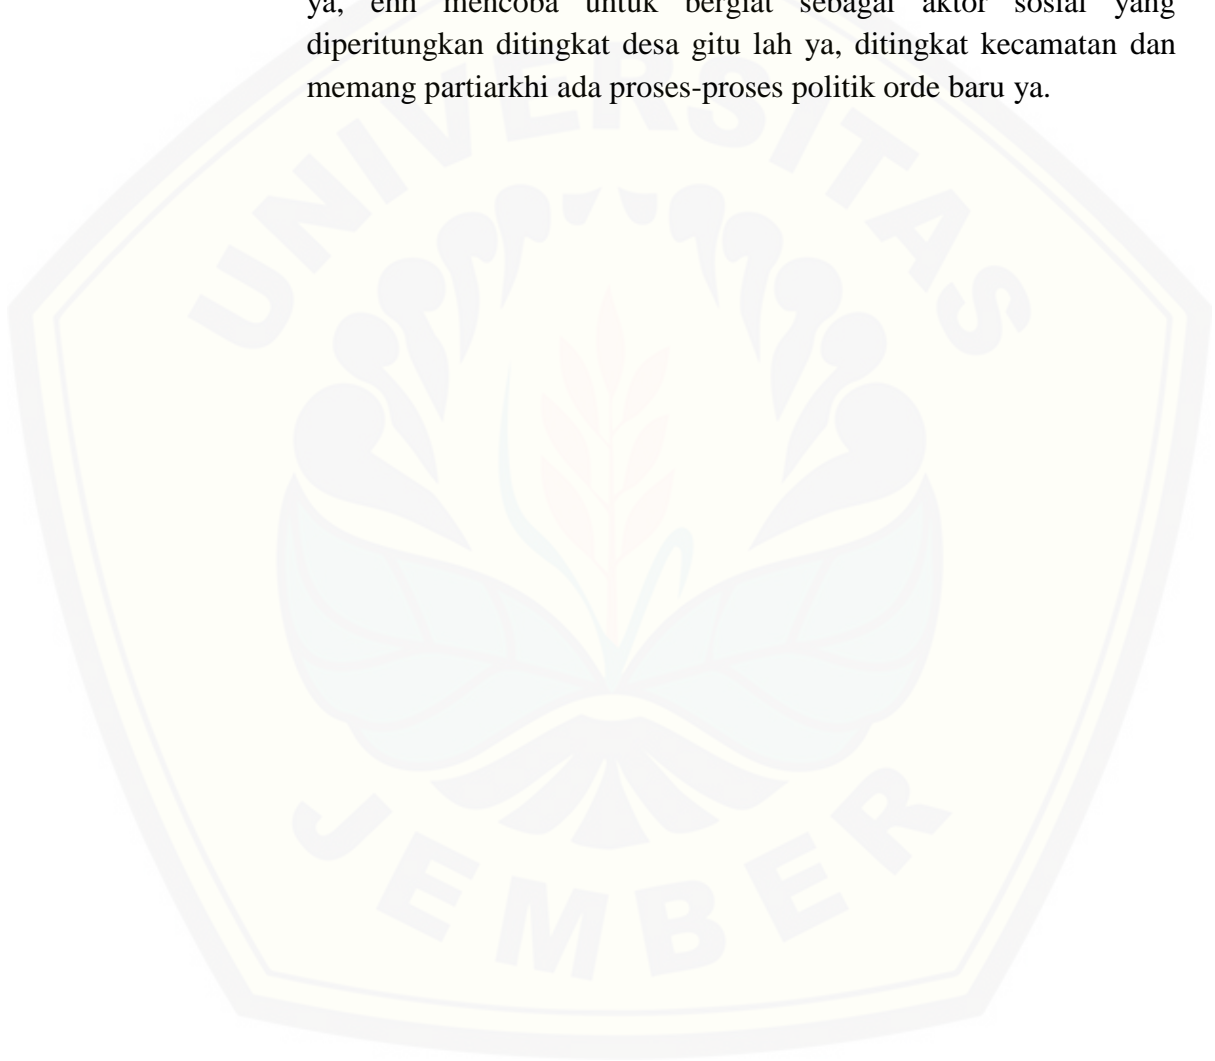 ya, ehh mencoba untuk bergiat sebagai aktor sosial yang
diperitungkan ditingkat desa gitu lah ya, ditingkat kecamatan dan
memang partiarkhi ada proses-proses politik orde baru ya.
UNIVERSITAS
JEMBER